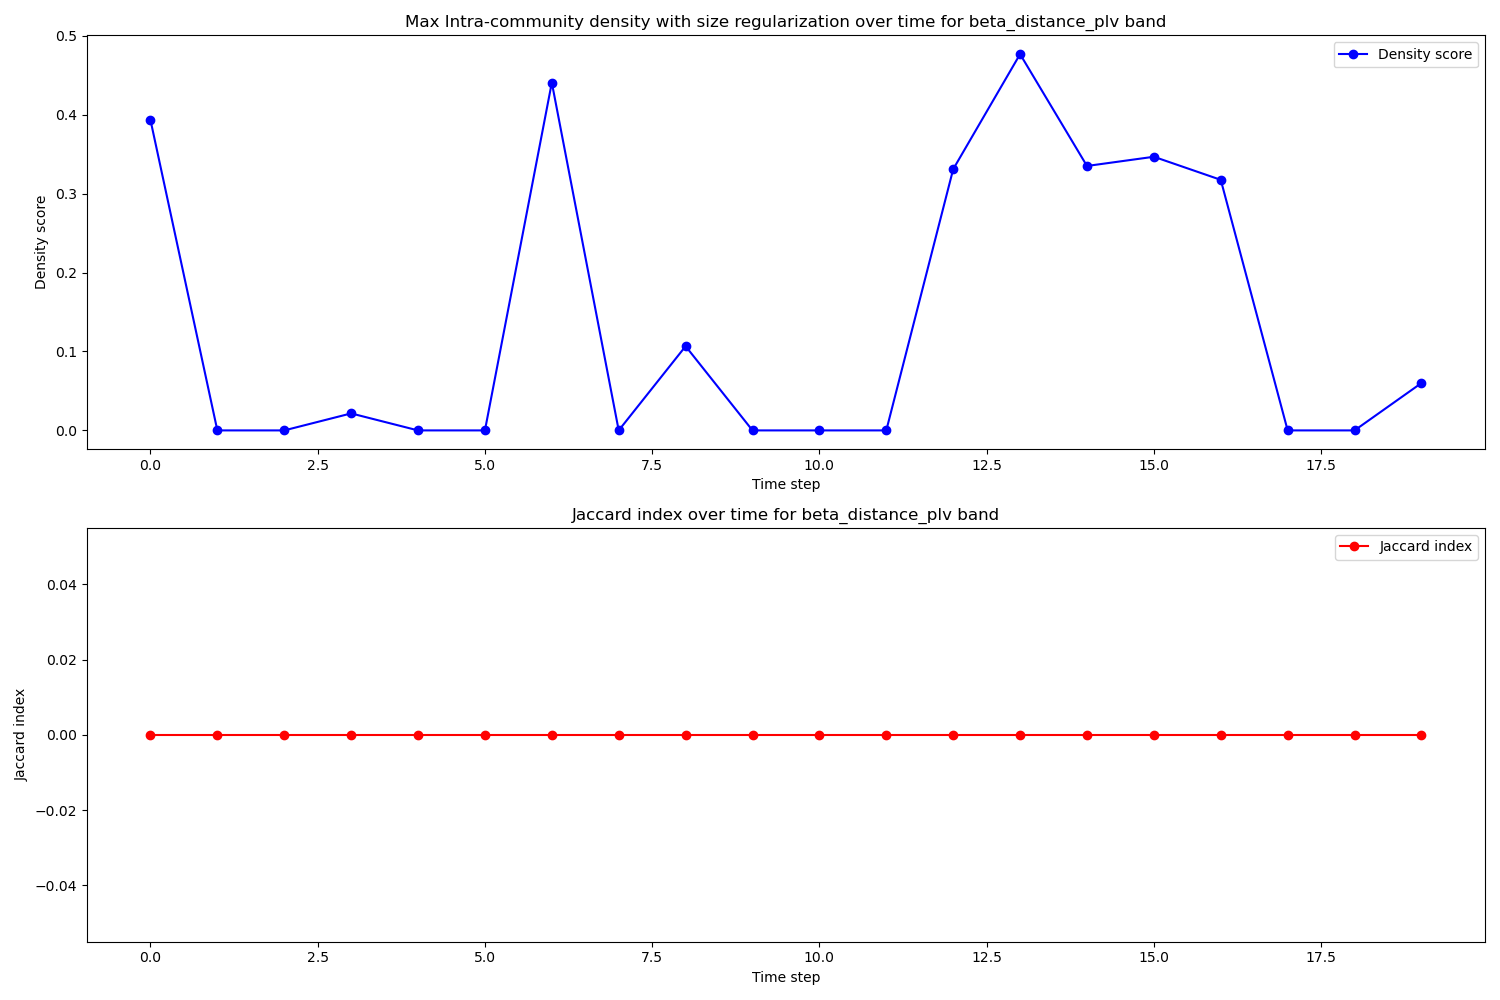 Max Intra-community density with size regularization over time for beta_distance_plv band
0.5
0.4
0.3
0.2
0.1
0.0
Density score
Density score
0.0 2.5 5.0 7.5 10.0 12.5 15.0 17.5
Time step
Jaccard index over time for beta_distance_plv band
0.04
0.02
0.00
−0.02
−0.04
Jaccard index
Jaccard index
0.0 2.5 5.0 7.5 10.0 12.5 15.0 17.5
Time step